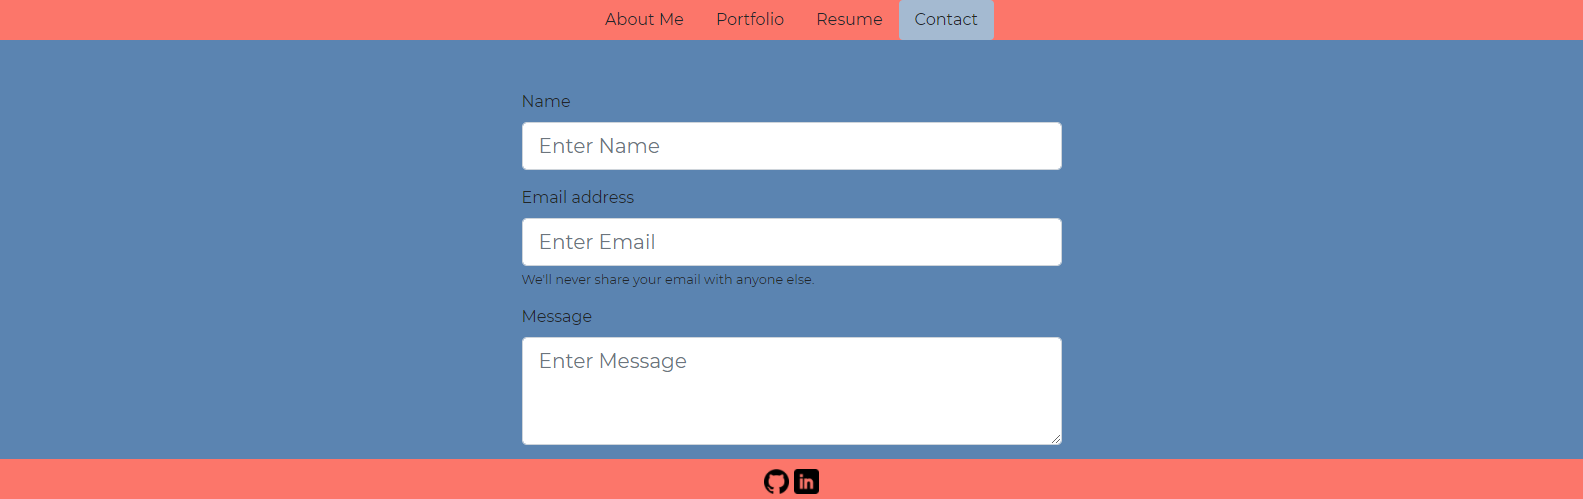 About Me Portfolio Resume Contact
Name
Enter Name
Email address
Enter Email
We'll never share your email with anyone else.
Message
Enter Message
in